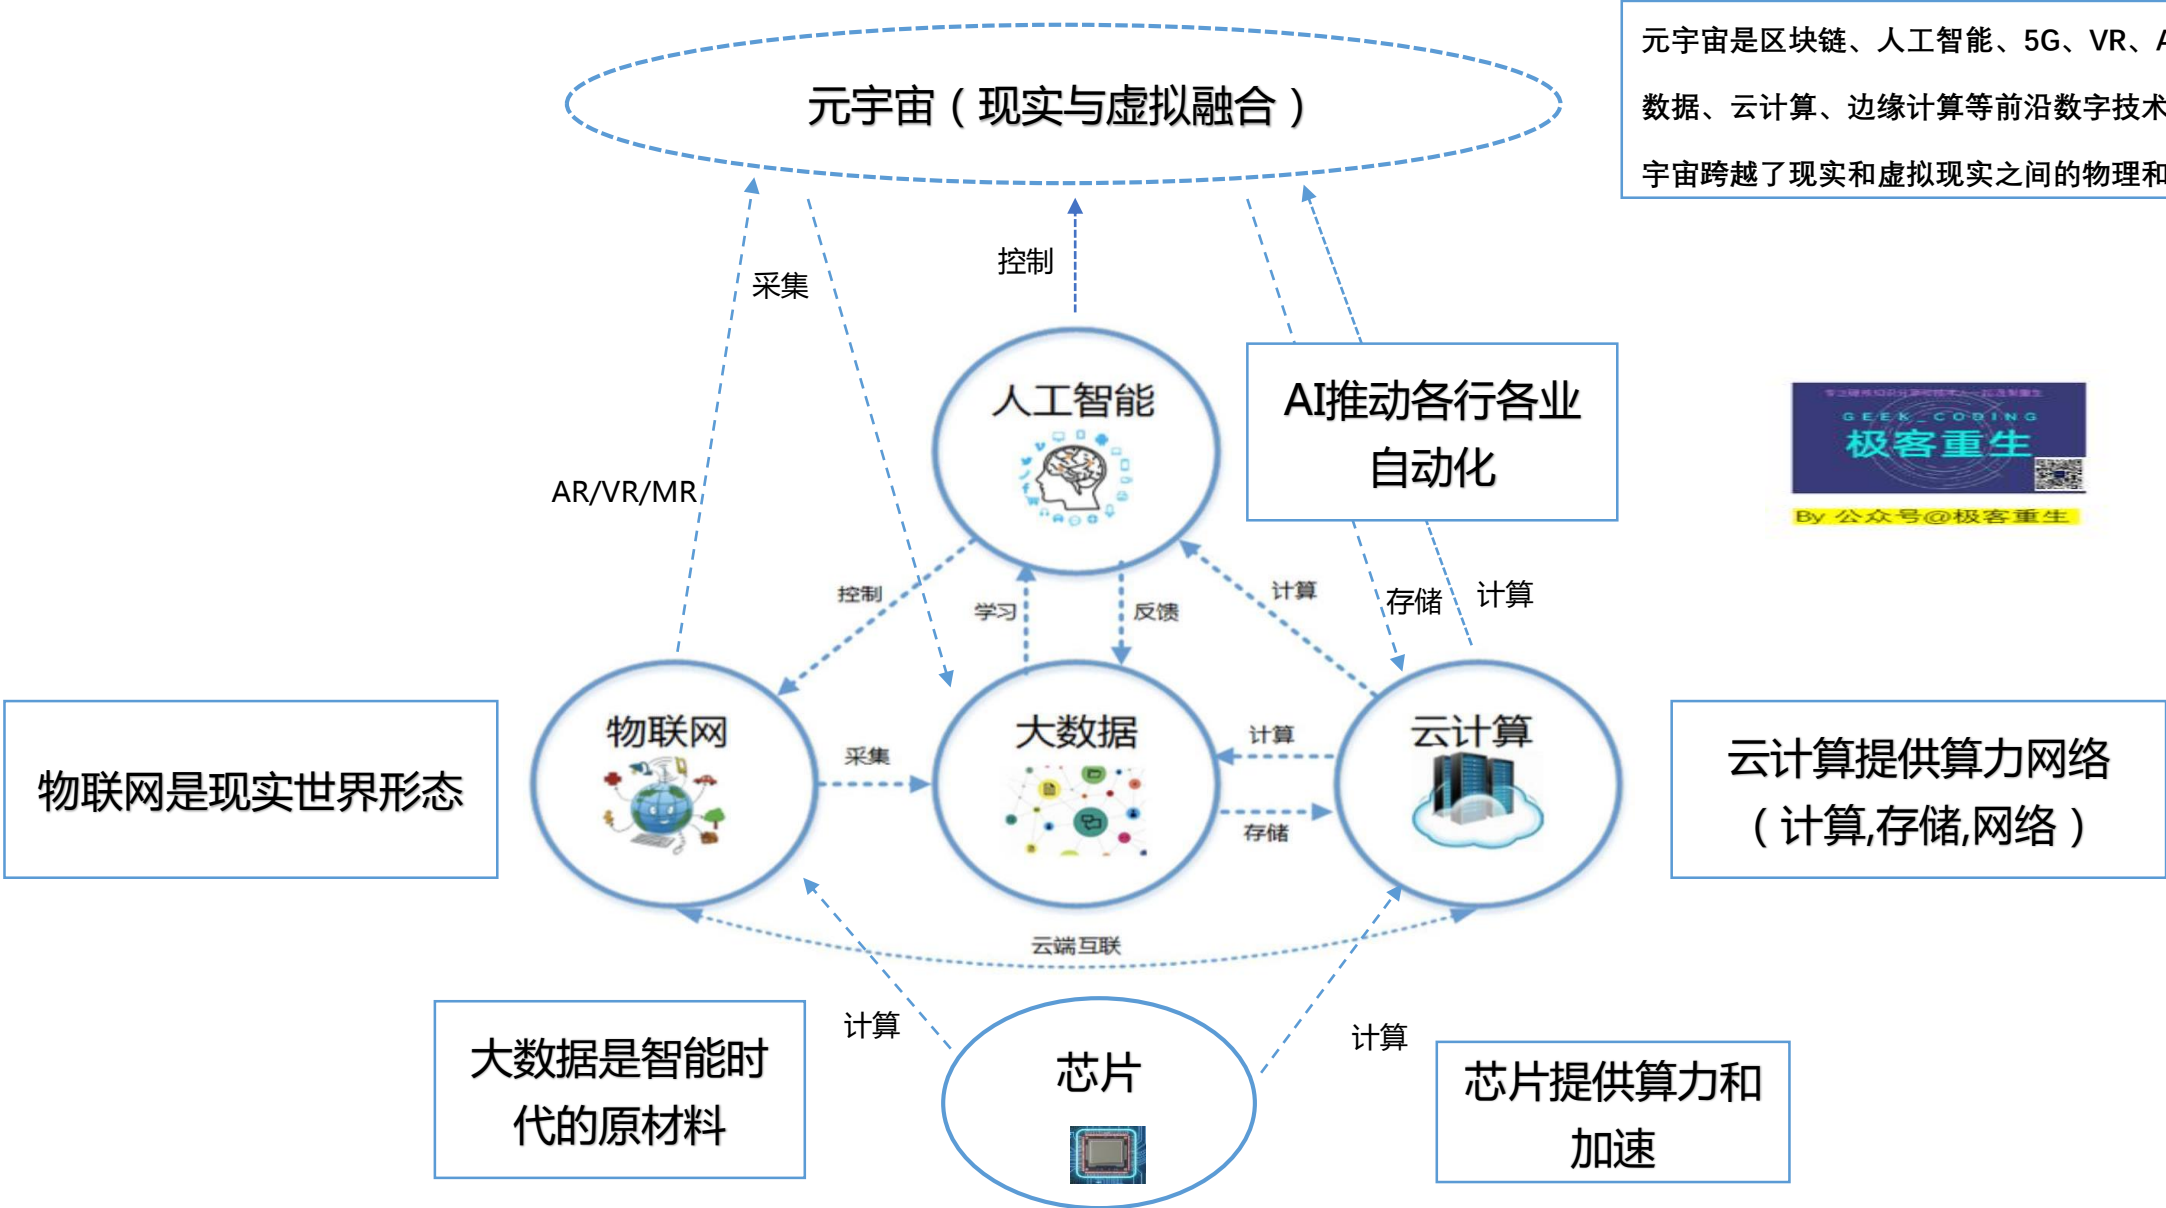 元宇宙是区块链、人工智能、5G、VR、A
数据、云计算、边缘计算等前沿数字技术
宇宙跨越了现实和虚拟现实之间的物理和
元宇宙（现实与虚拟融合）
控制
采集
AR/VR/MR
人工智能
AI推动各行各业
自动化
GEEK_CODING
极客重生
By 公众号@极客重生
控制
学习
反馈
计算
存储
计算
物联网是现实世界形态
物联网
采集
大数据
计算
存储
云计算
云计算提供算力网络
（计算,存储,网络）
云端互联
大数据是智能时
代的原材料
计算
芯片
计算
芯片提供算力和
加速